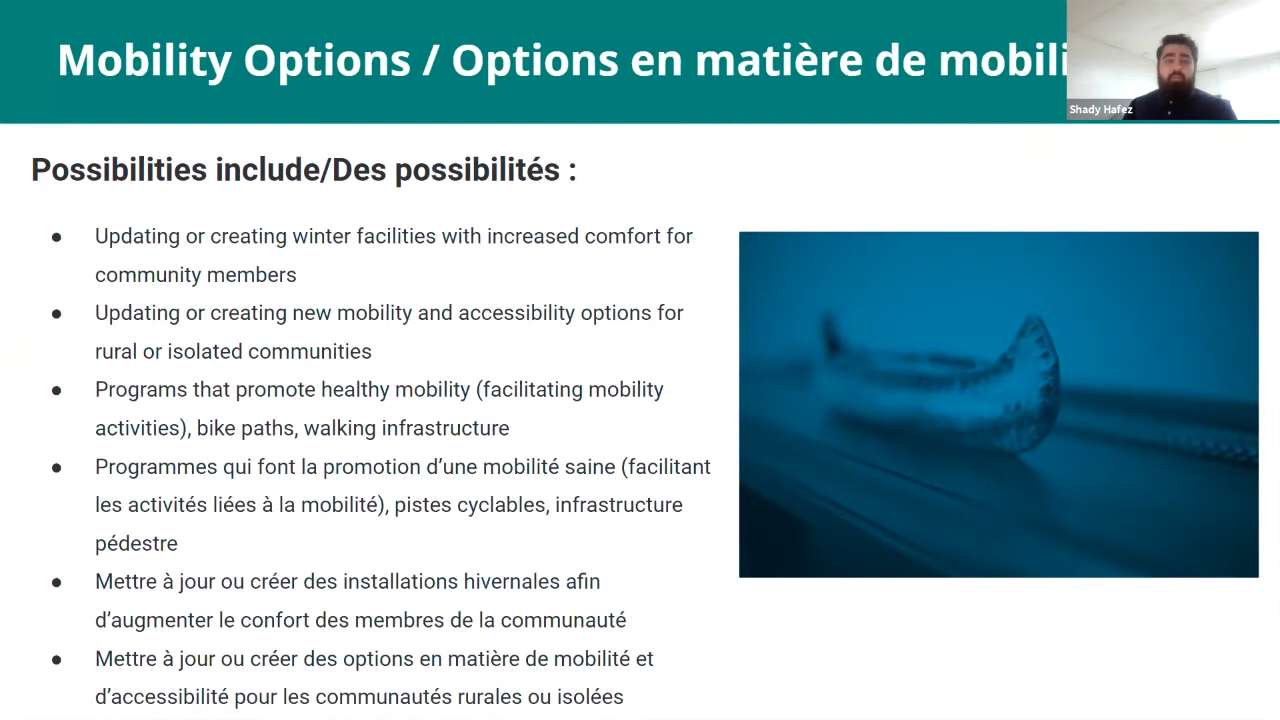 Mobility Options / Options en matière de mobili
Shady Hafez
Possibilities include/Des possibilités :
● Updating or creating winter facilities with increased comfort for
community members
● Updating or creating new mobility and accessibility options for
rural or isolated communities
● Programs that promote healthy mobility (facilitating mobility
activities), bike paths, walking infrastructure
● Programmes qui font la promotion d’une mobilité saine (facilitant
les activités liées à la mobilité), pistes cyclables, infrastructure
pédestre
● Mettre à jour ou créer des installations hivernales afin
d’augmenter le confort des membres de la communauté
● Mettre à jour ou créer des options en matière de mobilité et
d’accessibilité pour les communautés rurales ou isolées